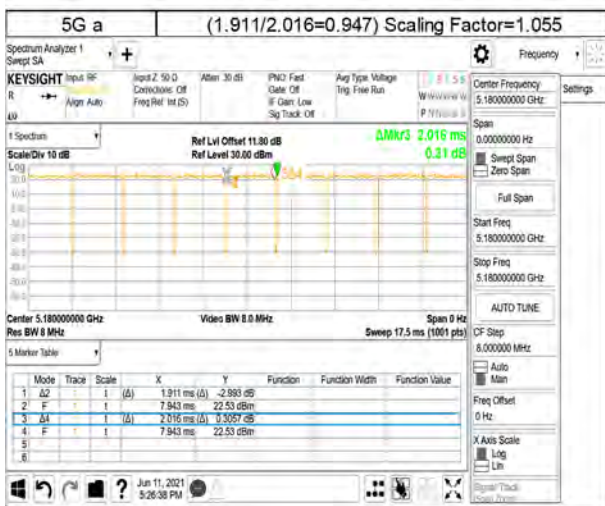 5G a (1.911/2.016=0.947) Scaling Factor=1.055
Spectrum Analyzer 1
Swept SA
+
Frequency
KEYSIGHT Input: RF Input Z: 50 Ω Atten: 30 dB PNO: Fast Avg Type: Voltage
R Corrections: Off Gate: Off Trig: Free Run
Align: Auto Freq Ref: Int (S) IF Gain: Low
Sig Track: Off
Center Frequency
5.180000000 GHz
Settings
Span
0.00000000 Hz
Swept Span
Zero Span
Full Span
Start Freq
5.180000000 GHz
Stop Freq
5.180000000 GHz
AUTO TUNE
CF Step
8.000000 MHz
Auto
Man
Freq Offset
0 Hz
X Axis Scale
Log
Lin
Signal Track
(Span Zoom)
1 Spectrum
Scale/Div 10 dB
Log
Ref Lvl Offset 11.80 dB
Ref Level 30.00 dBm
ΔMkr3 2.016 ms
0.31 dB
Center 5.180000000 GHz Video BW 8.0 MHz Span 0 Hz
Res BW 8 MHz Sweep 17.5 ms (1001 pts)
5 Marker Table
Mode Trace Scale X Y Function Function Width Function Value
1 Δ2 1 t (Δ) 1.911 ms (Δ) -2.993 dB
2 F 1 t 7.943 ms 22.53 dBm
3 Δ4 1 t (Δ) 2.016 ms (Δ) 0.3057 dB
4 F 1 t 7.943 ms 22.53 dBm
5
6
? Jun 11, 2021
5:26:38 PM